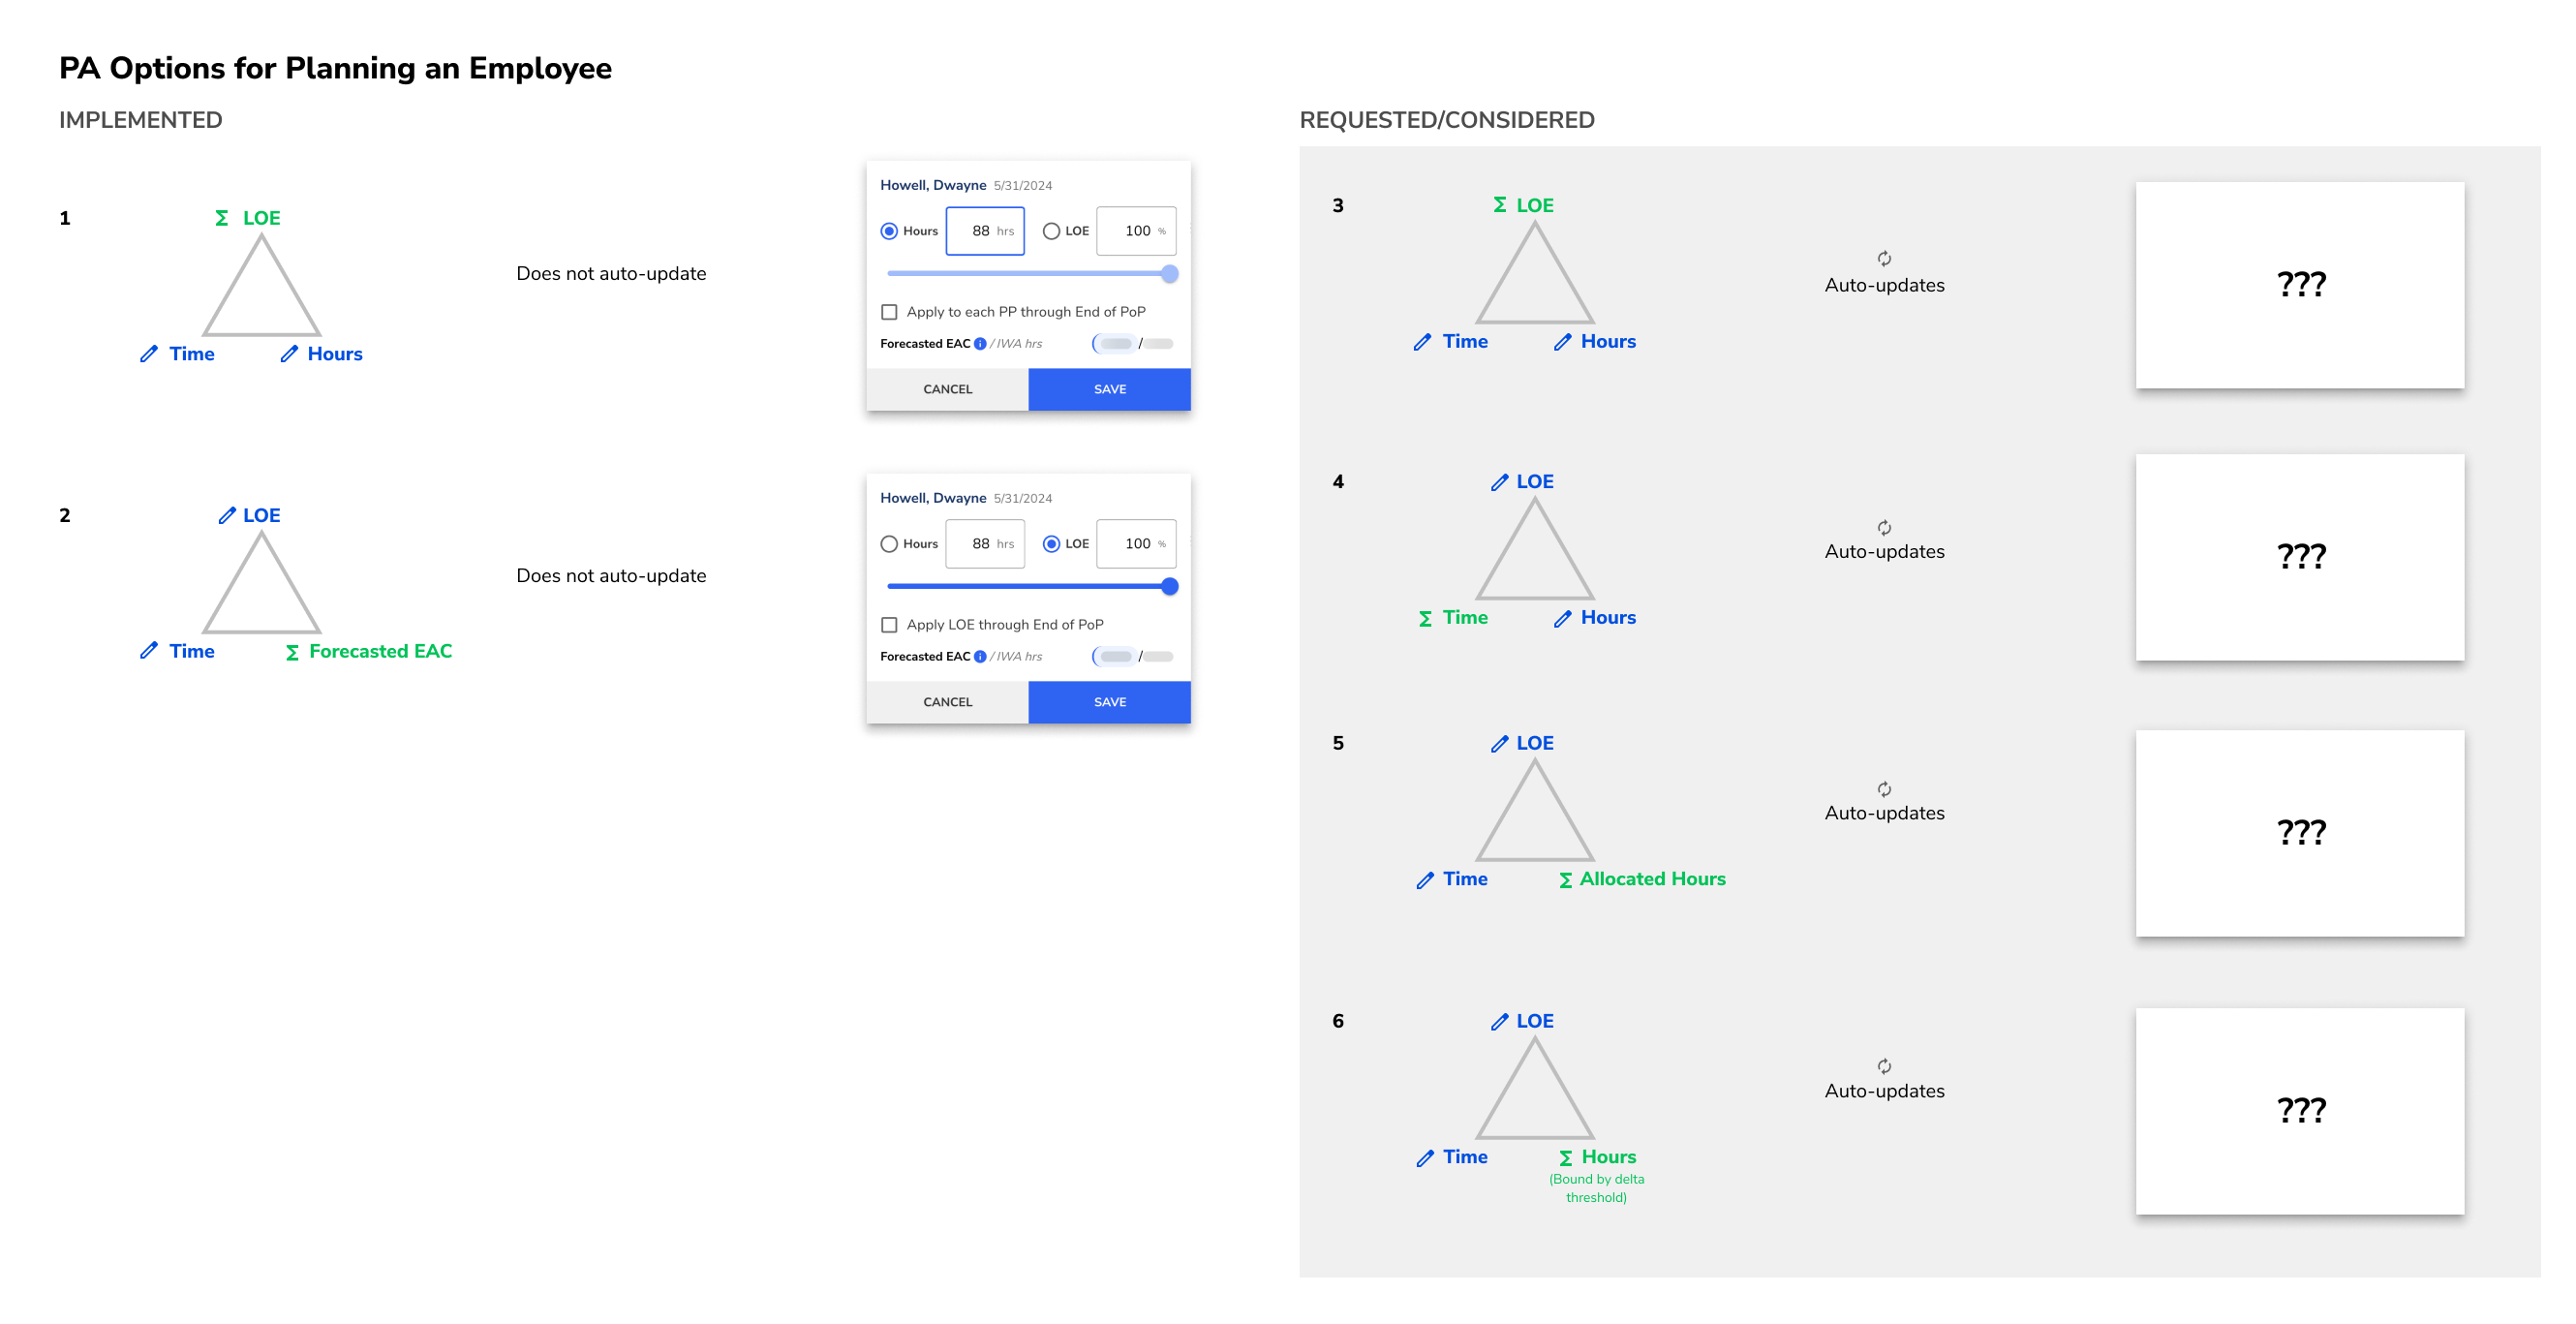 PA Options for Planning an Employee
IMPLEMENTED
1
Σ LOE
Time
Hours
Does not auto-update
Howell, Dwayne 5/31/2024
Hours 88 hrs LOE 100 %
Apply to each PP through End of PoP
Forecasted EAC i / IWA hrs /
CANCEL SAVE
2
LOE
Time
Σ Forecasted EAC
Does not auto-update
Howell, Dwayne 5/31/2024
Hours 88 hrs LOE 100 %
Apply LOE through End of PoP
Forecasted EAC i / IWA hrs /
CANCEL SAVE
REQUESTED/CONSIDERED
3
Σ LOE
Time
Hours
Auto-updates
???
4
LOE
Σ Time
Hours
Auto-updates
???
5
LOE
Time
Σ Allocated Hours
Auto-updates
???
6
LOE
Time
Σ Hours
(Bound by delta
threshold)
Auto-updates
???